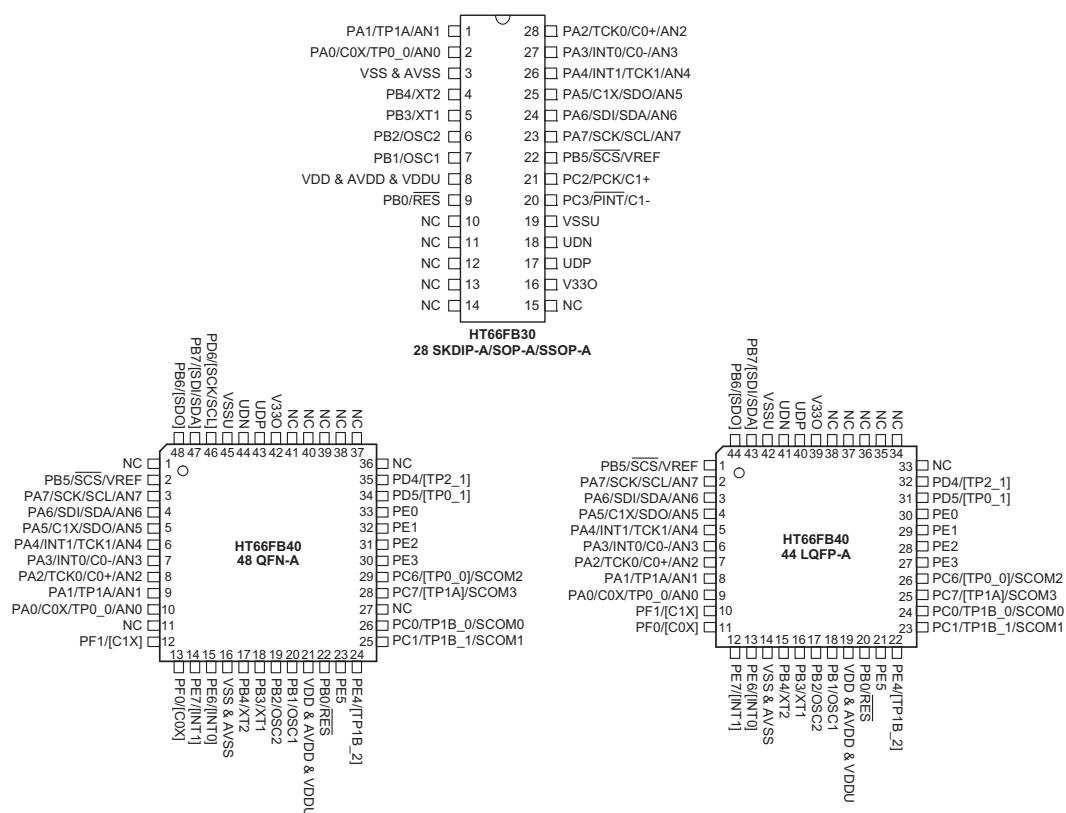 PA1/TP1A/AN1 1 28 PA2/TCK0/C0+/AN2
PA0/C0X/TP0_0/AN0 2 27 PA3/INT0/C0-/AN3
VSS & AVSS 3 26 PA4/INT1/TCK1/AN4
PB4/XT2 4 25 PA5/C1X/SDO/AN5
PB3/XT1 5 24 PA6/SDI/SDA/AN6
PB2/OSC2 6 23 PA7/SCK/SCL/AN7
PB1/OSC1 7 22 PB5/SCS/VREF
VDD & AVDD & VDDU 8 21 PC2/PCK/C1+
PB0/RES 9 20 PC3/PINT/C1-
NC 10 19 VSSU
NC 11 18 UDN
NC 12 17 UDP
NC 13 16 V33O
NC 14 15 NC
HT66FB30
28 SKDIP-A/SOP-A/SSOP-A
PB6/[SDO]
PB7/[SDI/SDA]
PD6/[SCK/SCL]
VSSU
UDN
UDP
V33O
NC
NC
NC
NC
NC
48 47 46 45 44 43 42 41 40 39 38 37
NC 1 36 NC
PB5/SCS/VREF 2 35 PD4/[TP2_1]
PA7/SCK/SCL/AN7 3 34 PD5/[TP0_1]
PA6/SDI/SDA/AN6 4 33 PE0
PA5/C1X/SDO/AN5 5 32 PE1
PA4/INT1/TCK1/AN4 6 31 PE2
PA3/INT0/C0-/AN3 7 30 PE3
PA2/TCK0/C0+/AN2 8 29 PC6/[TP0_0]/SCOM2
PA1/TP1A/AN1 9 28 PC7/[TP1A]/SCOM3
PA0/C0X/TP0_0/AN0 10 27 NC
NC 11 26 PC0/TP1B_0/SCOM0
PF1/[C1X] 12 25 PC1/TP1B_1/SCOM1
HT66FB40
48 QFN-A
13 14 15 16 17 18 19 20 21 22 23 24
PF0/[C0X]
PE7/[INT1]
PE6/[INT0]
VSS & AVSS
PB4/XT2
PB3/XT1
PB2/OSC2
PB1/OSC1
VDD & AVDD & VDDU
PB0/RES
PE5
PE4/[TP1B_2]
PB6/[SDO]
PB7/[SDI/SDA]
VSSU
UDN
UDP
V33O
NC
NC
NC
NC
NC
44 43 42 41 40 39 38 37 36 35 34
PB5/SCS/VREF 1 33 NC
PA7/SCK/SCL/AN7 2 32 PD4/[TP2_1]
PA6/SDI/SDA/AN6 3 31 PD5/[TP0_1]
PA5/C1X/SDO/AN5 4 30 PE0
PA4/INT1/TCK1/AN4 5 29 PE1
PA3/INT0/C0-/AN3 6 28 PE2
PA2/TCK0/C0+/AN2 7 27 PE3
PA1/TP1A/AN1 8 26 PC6/[TP0_0]/SCOM2
PA0/C0X/TP0_0/AN0 9 25 PC7/[TP1A]/SCOM3
PF1/[C1X] 10 24 PC0/TP1B_0/SCOM0
PF0/[C0X] 11 23 PC1/TP1B_1/SCOM1
HT66FB40
44 LQFP-A
12 13 14 15 16 17 18 19 20 21 22
PE7/[INT1]
PE6/[INT0]
VSS & AVSS
PB4/XT2
PB3/XT1
PB2/OSC2
PB1/OSC1
VDD & AVDD & VDDU
PB0/RES
PE5
PE4/[TP1B_2]